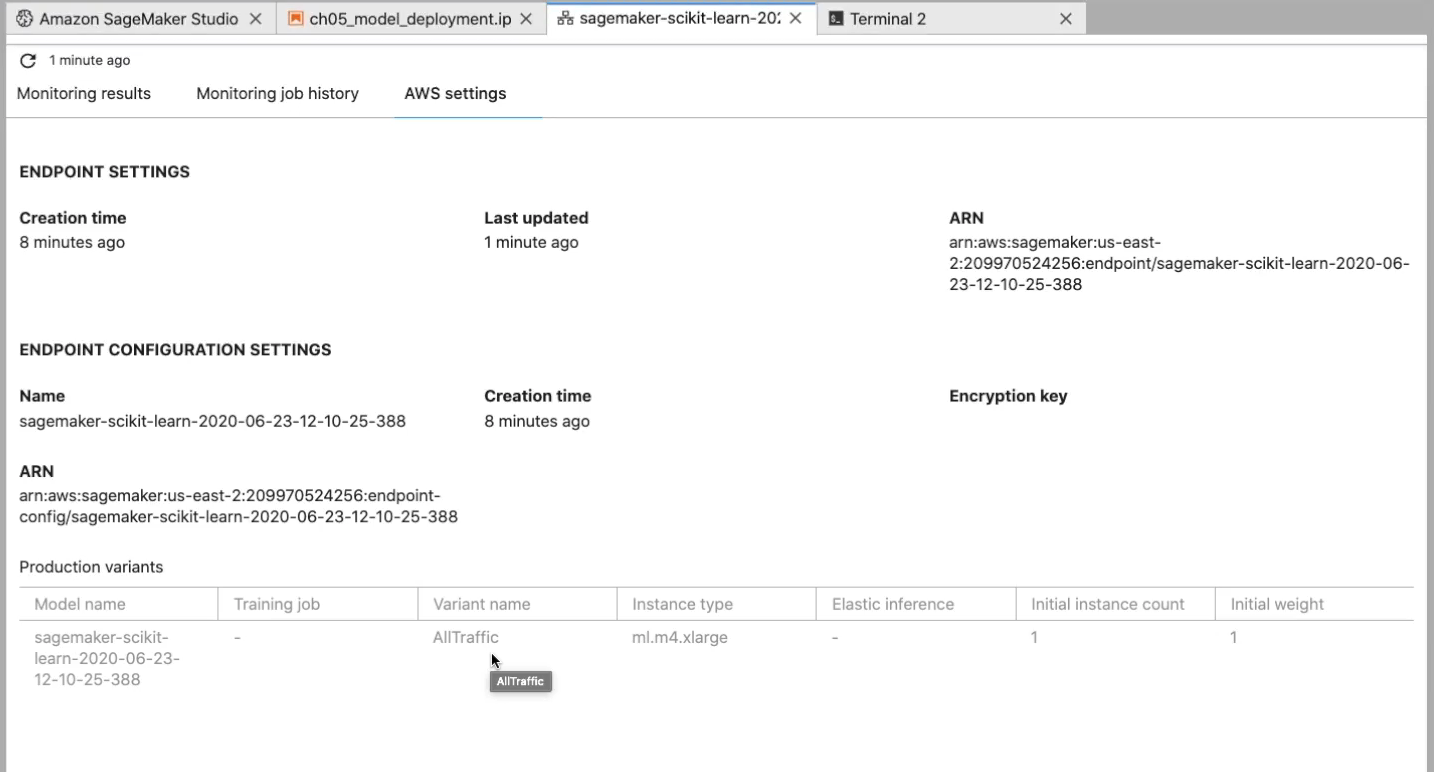 Amazon SageMaker Studio
ch05_model_deployment.ip
sagemaker-scikit-learn-202
Terminal 2
1 minute ago
Monitoring results
Monitoring job history
AWS settings
ENDPOINT SETTINGS
Creation time
8 minutes ago
Last updated
1 minute ago
ARN
arn:aws:sagemaker:us-east-
2:209970524256:endpoint/sagemaker-scikit-learn-2020-06-
23-12-10-25-388
ENDPOINT CONFIGURATION SETTINGS
Name
sagemaker-scikit-learn-2020-06-23-12-10-25-388
Creation time
8 minutes ago
Encryption key
ARN
arn:aws:sagemaker:us-east-2:209970524256:endpoint-
config/sagemaker-scikit-learn-2020-06-23-12-10-25-388
Production variants
Model name
Training job
Variant name
Instance type
Elastic inference
Initial instance count
Initial weight
sagemaker-scikit-
learn-2020-06-23-
12-10-25-388
-
AllTraffic
ml.m4.xlarge
-
1
1
AllTraffic